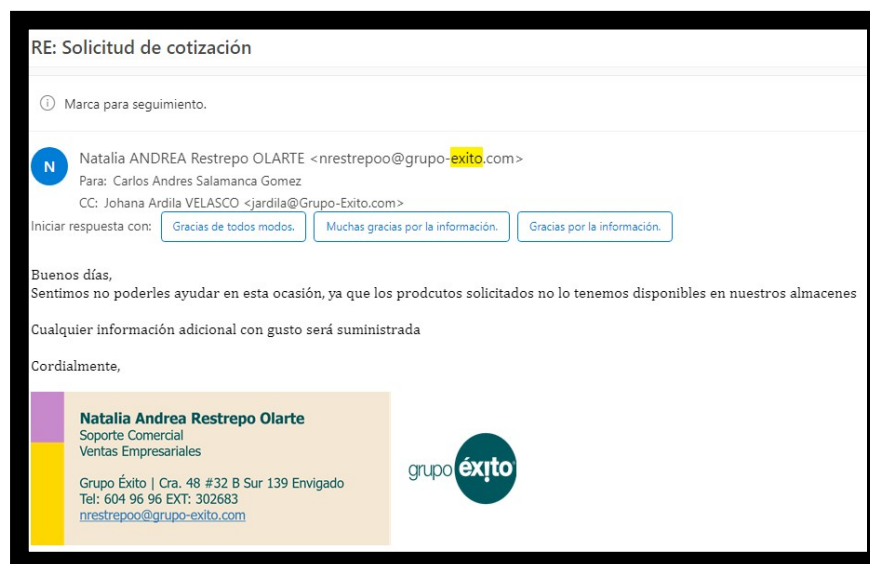 RE: Solicitud de cotización
Marca para seguimiento.
N
Natalia ANDREA Restrepo OLARTE <nrestrepoo@grupo-exito.com>
Para: Carlos Andres Salamanca Gomez
CC: Johana Ardila VELASCO <jardila@Grupo-Exito.com>
Iniciar respuesta con: Gracias de todos modos. Muchas gracias por la información. Gracias por la información.
Buenos días,
Sentimos no poderles ayudar en esta ocasión, ya que los prodcutos solicitados no lo tenemos disponibles en nuestros almacenes
Cualquier información adicional con gusto será suministrada
Cordialmente,
Natalia Andrea Restrepo Olarte
Soporte Comercial
Ventas Empresariales
Grupo Éxito | Cra. 48 #32 B Sur 139 Envigado
Tel: 604 96 96 EXT: 302683
nrestrepoo@grupo-exito.com
grupo éxito